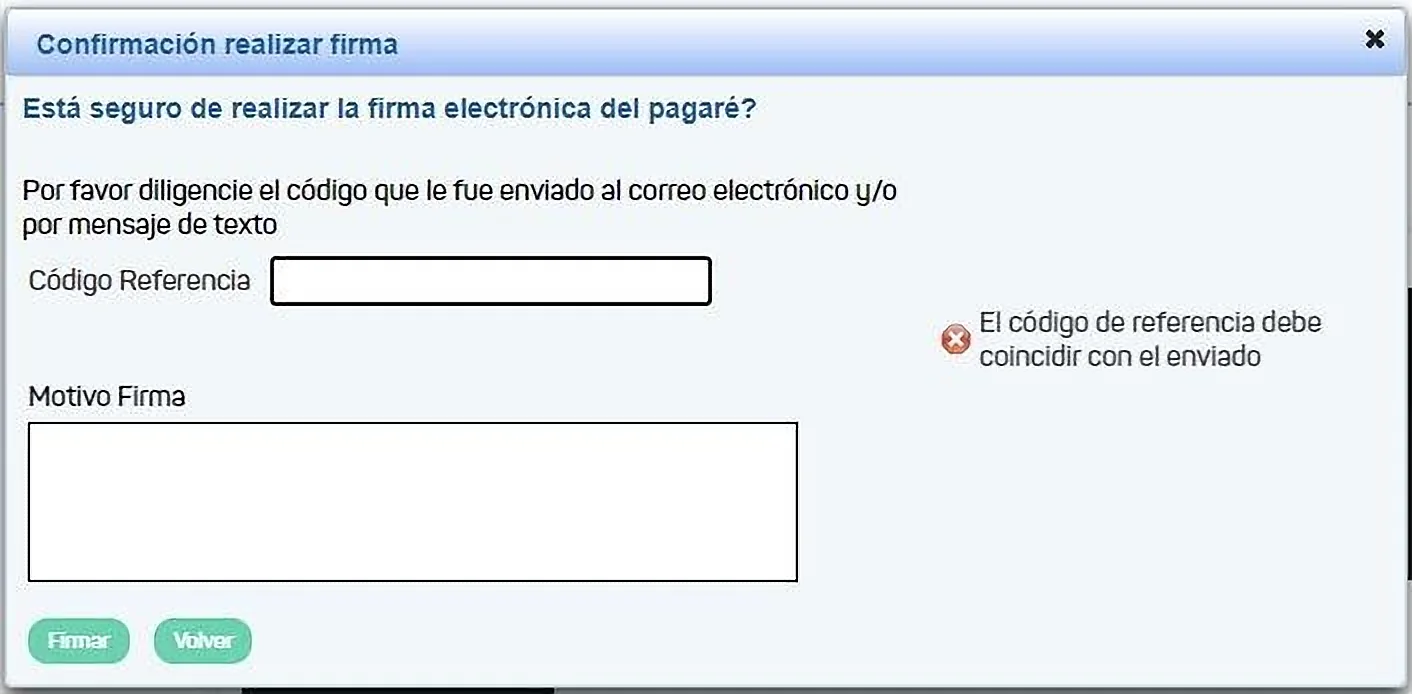 Confirmación realizar firma
Está seguro de realizar la firma electrónica del pagaré?
Por favor diligencie el código que le fue enviado al correo electrónico y/o
por mensaje de texto
Código Referencia
El código de referencia debe
coincidir con el enviado
Motivo Firma
Firmar
Volver